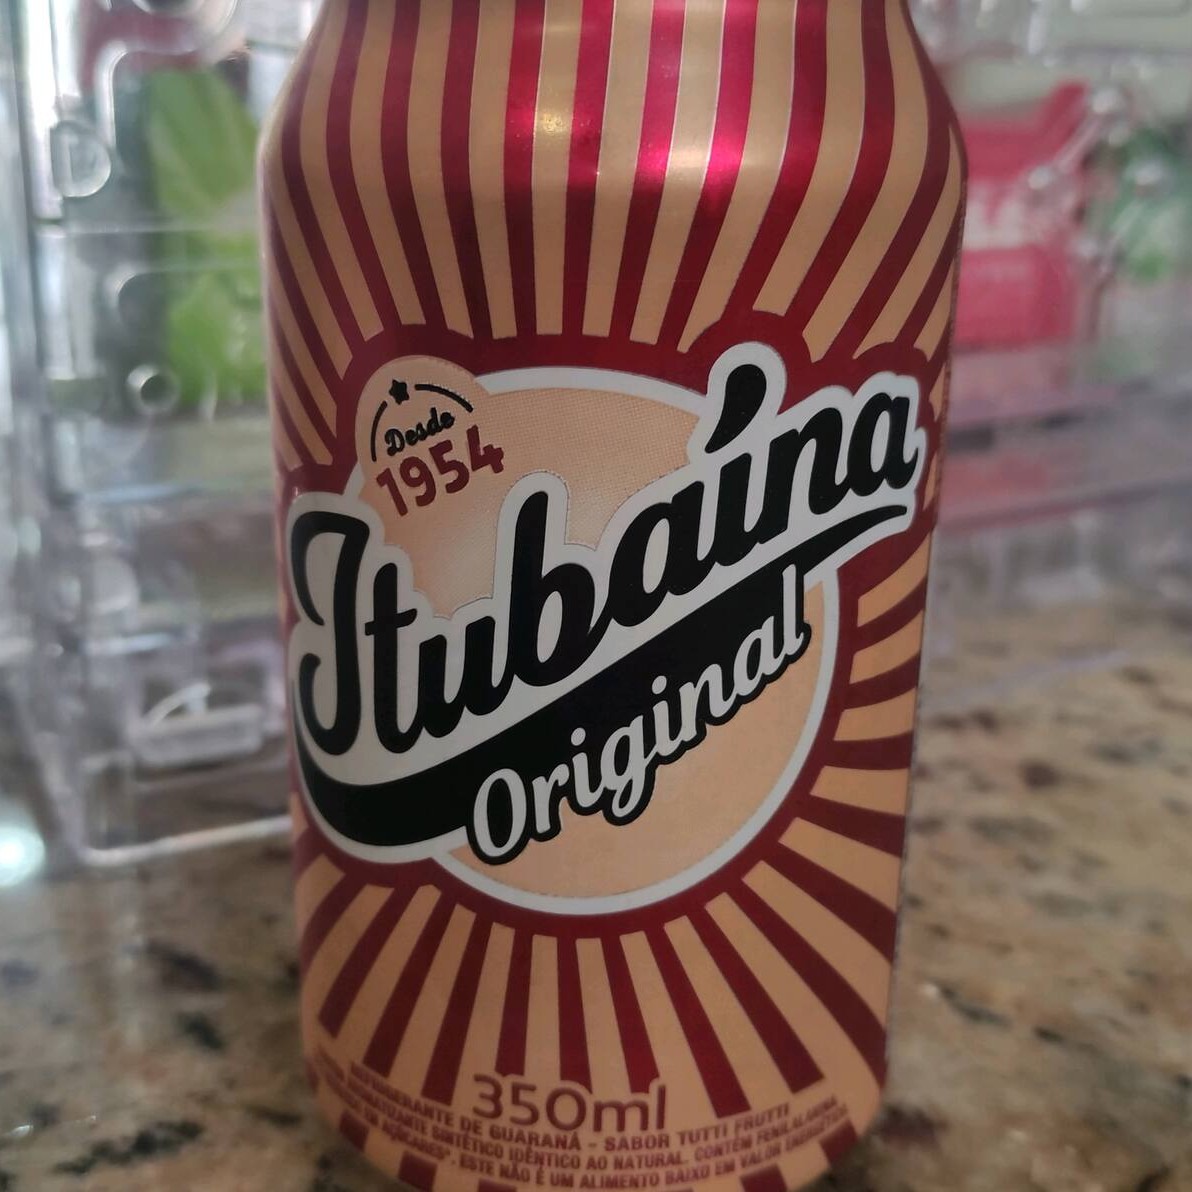 Desde
1954
Itubaína
Original
350ml
REFRIGERANTE DE GUARANÁ - SABOR TUTTI FRUTTI
AROMATIZANTE SINTÉTICO IDÊNTICO AO NATURAL. CONTÉM FENILALANINA.
EM AÇÚCARES*. ESTE NÃO É UM ALIMENTO BAIXO EM VALOR ENERGÉTICO.